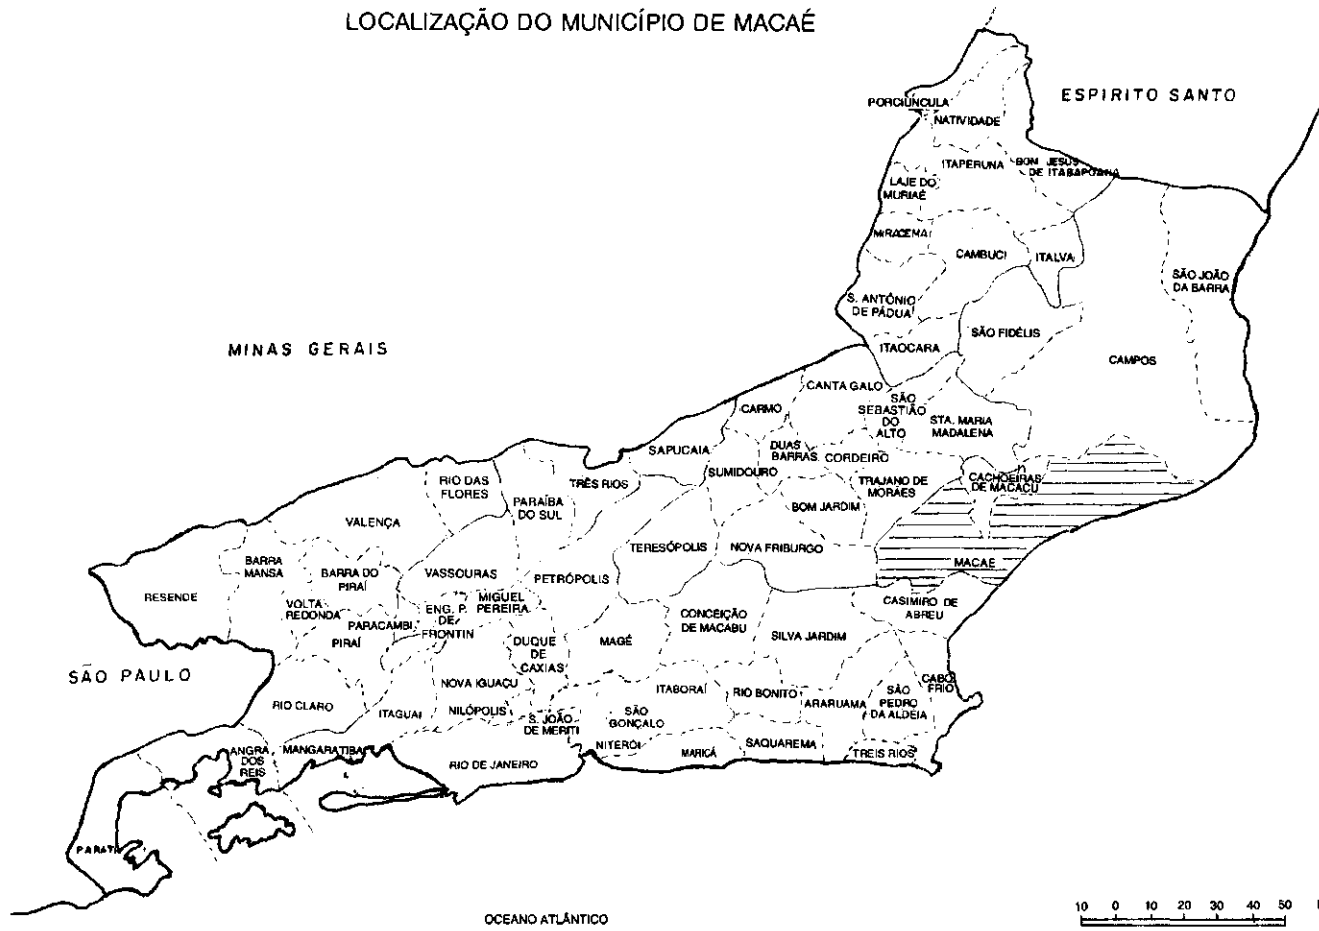 LOCALIZAÇÃO DO MUNICÍPIO DE MACAÉ
ESPIRITO SANTO
PORCIÚNCULA
NATIVIDADE
ITAPERUNA
BOM JESUS
DE ITABAPOANA
LAJE DO
MURIAÉ
MIRACEMA
CAMBUCI
ITALVA
SÃO JOÃO
DA BARRA
S. ANTÔNIO
DE PÁDUA
SÃO FIDÉLIS
ITAOCARA
CAMPOS
MINAS GERAIS
CANTA GALO
CARMO
SÃO
SEBASTIÃO
DO
ALTO
STA. MARIA
MADALENA
SAPUCAIA
DUAS
BARRAS
CORDEIRO
SUMIDOURO
RIO DAS
FLORES
TRÊS RIOS
PARAÍBA
DO SUL
TRAJANO DE
MORÃES
CACHOEIRAS
DE MACACU
BOM JARDIM
VALENÇA
TERESÓPOLIS
NOVA FRIBURGO
BARRA
MANSA
BARRA DO
PIRAÍ
VASSOURAS
PETRÓPOLIS
MACAE
RESENDE
VOLTA
REDONDA
PARACAMBI
PIRAÍ
ENG. P.
DE
FRONTIN
MIGUEL
PEREIRA
CONCEIÇÃO
DE MACABU
CASIMIRO DE
ABREU
DUQUE
DE
CAXIAS
MAGÉ
SILVA JARDIM
SÃO PAULO
NOVA IGUAÇU
ITABORAÍ
RIO BONITO
ARARUAMA
SÃO
PEDRO
DA ALDEIA
CABO
FRIO
RIO CLARO
ITAGUAI
NILÓPOLIS
S. JOÃO
DE MERITI
SÃO
GONÇALO
NITERÓI
MARICÁ
SAQUAREMA
TREIS RIOS
ANGRA
DOS
REIS
MANGARATIBA
RIO DE JANEIRO
PARATI
OCEANO ATLÂNTICO
10 0 10 20 30 40 50